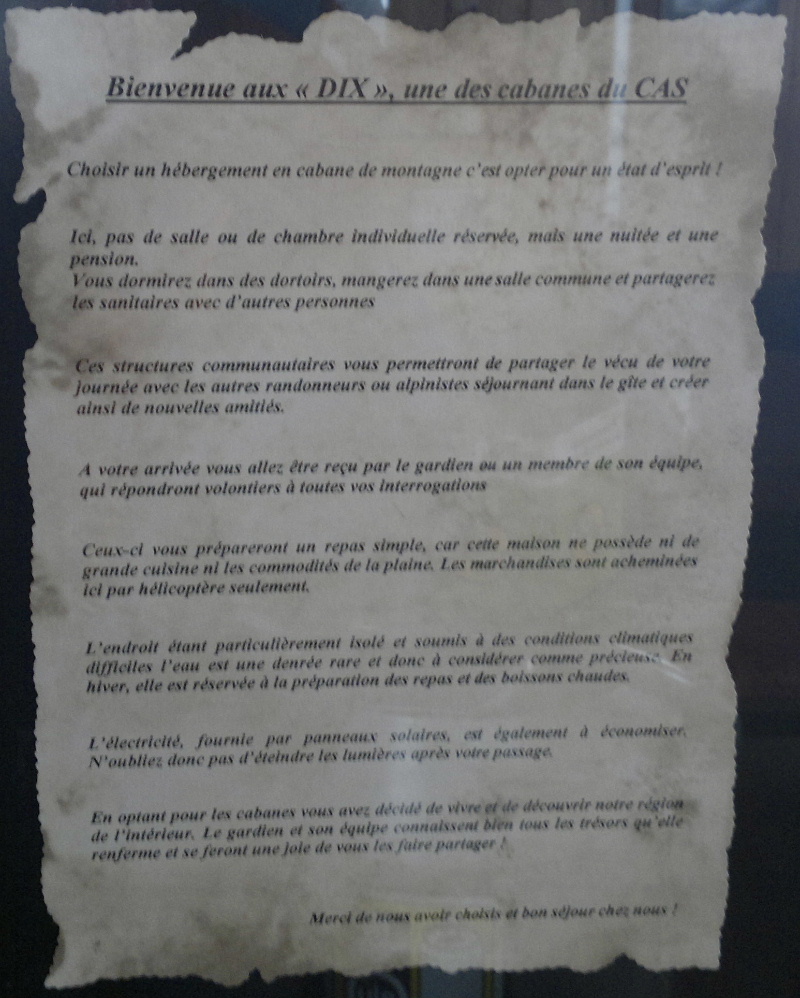 Bienvenue aux « DIX », une des cabanes du CAS
Choisir un hébergement en cabane de montagne c'est opter pour un état d'esprit !
Ici, pas de salle ou de chambre individuelle réservée, mais une nuitée et une
pension.
Vous dormirez dans des dortoirs, mangerez dans une salle commune et partagerez
les sanitaires avec d'autres personnes
Ces structures communautaires vous permettront de partager le vécu de votre
journée avec les autres randonneurs ou alpinistes séjournant dans le gîte et créer
ainsi de nouvelles amitiés.
A votre arrivée vous allez être reçu par le gardien ou un membre de son équipe,
qui répondront volontiers à toutes vos interrogations
Ceux-ci vous prépareront un repas simple, car cette maison ne possède ni de
grande cuisine ni les commodités de la plaine. Les marchandises sont acheminées
ici par hélicoptère seulement.
L'endroit étant particulièrement isolé et soumis à des conditions climatiques
difficiles l'eau est une denrée rare et donc à considérer comme précieuse. En
hiver, elle est réservée à la préparation des repas et des boissons chaudes.
L'électricité, fournie par panneaux solaires, est également à économiser.
N'oubliez donc pas d'éteindre les lumières après votre passage.
En optant pour les cabanes vous avez décidé de vivre et de découvrir notre région
de l'intérieur. Le gardien et son équipe connaissent bien tous les trésors qu'elle
renferme et se feront une joie de vous les faire partager !
Merci de nous avoir choisis et bon séjour chez nous !